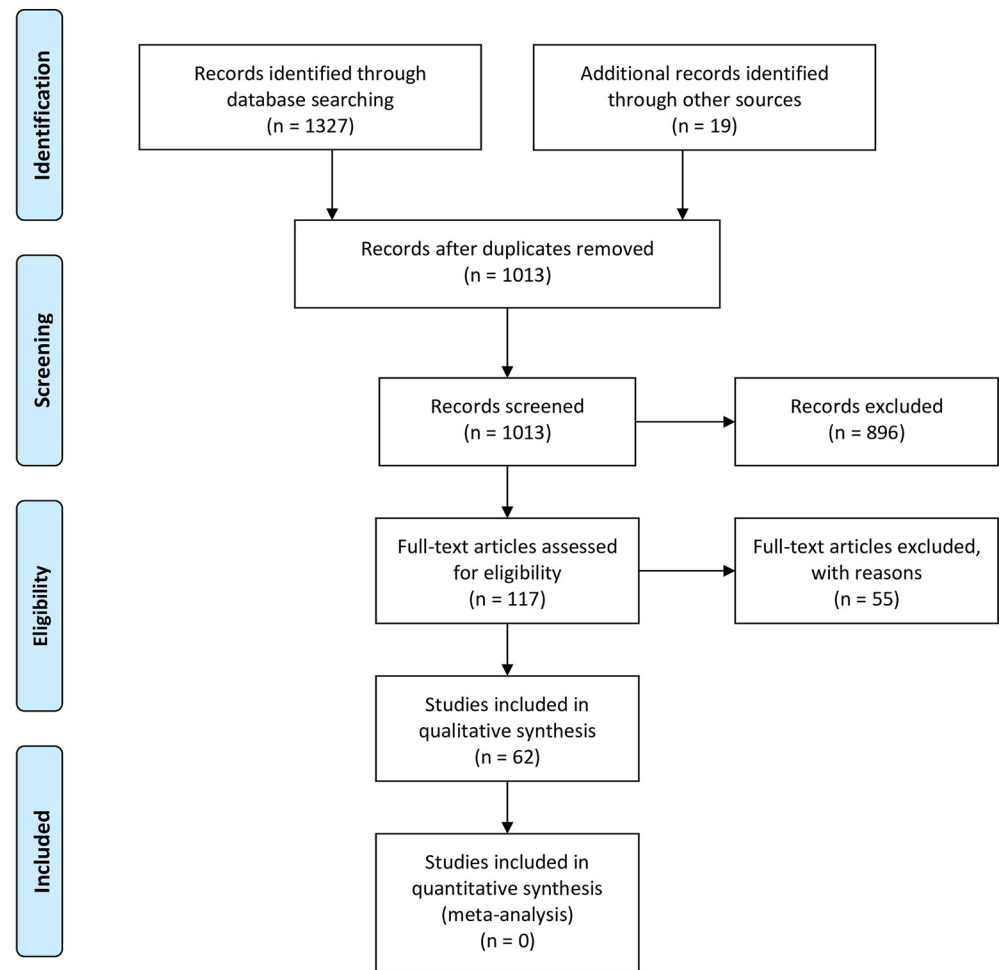 Identification
Records identified through
database searching
(n = 1327)
Additional records identified
through other sources
(n = 19)
Records after duplicates removed
(n = 1013)
Screening
Records screened
(n = 1013)
Records excluded
(n = 896)
Eligibility
Full-text articles assessed
for eligibility
(n = 117)
Full-text articles excluded,
with reasons
(n = 55)
Studies included in
qualitative synthesis
(n = 62)
Included
Studies included in
quantitative synthesis
(meta-analysis)
(n = 0)